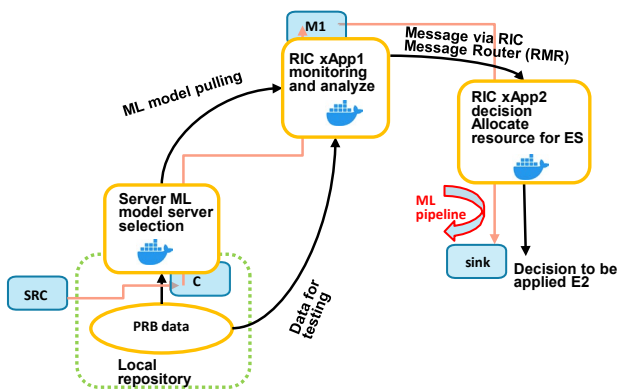 M1
Message via RIC
Message Router (RMR)
RIC xApp1
monitoring
and analyze
ML model pulling
RIC xApp2
decision
Allocate
resource for ES
Server ML
model server
selection
ML
pipeline
sink
C
SRC
Decision to be
applied E2
Data for
testing
PRB data
Local
repository